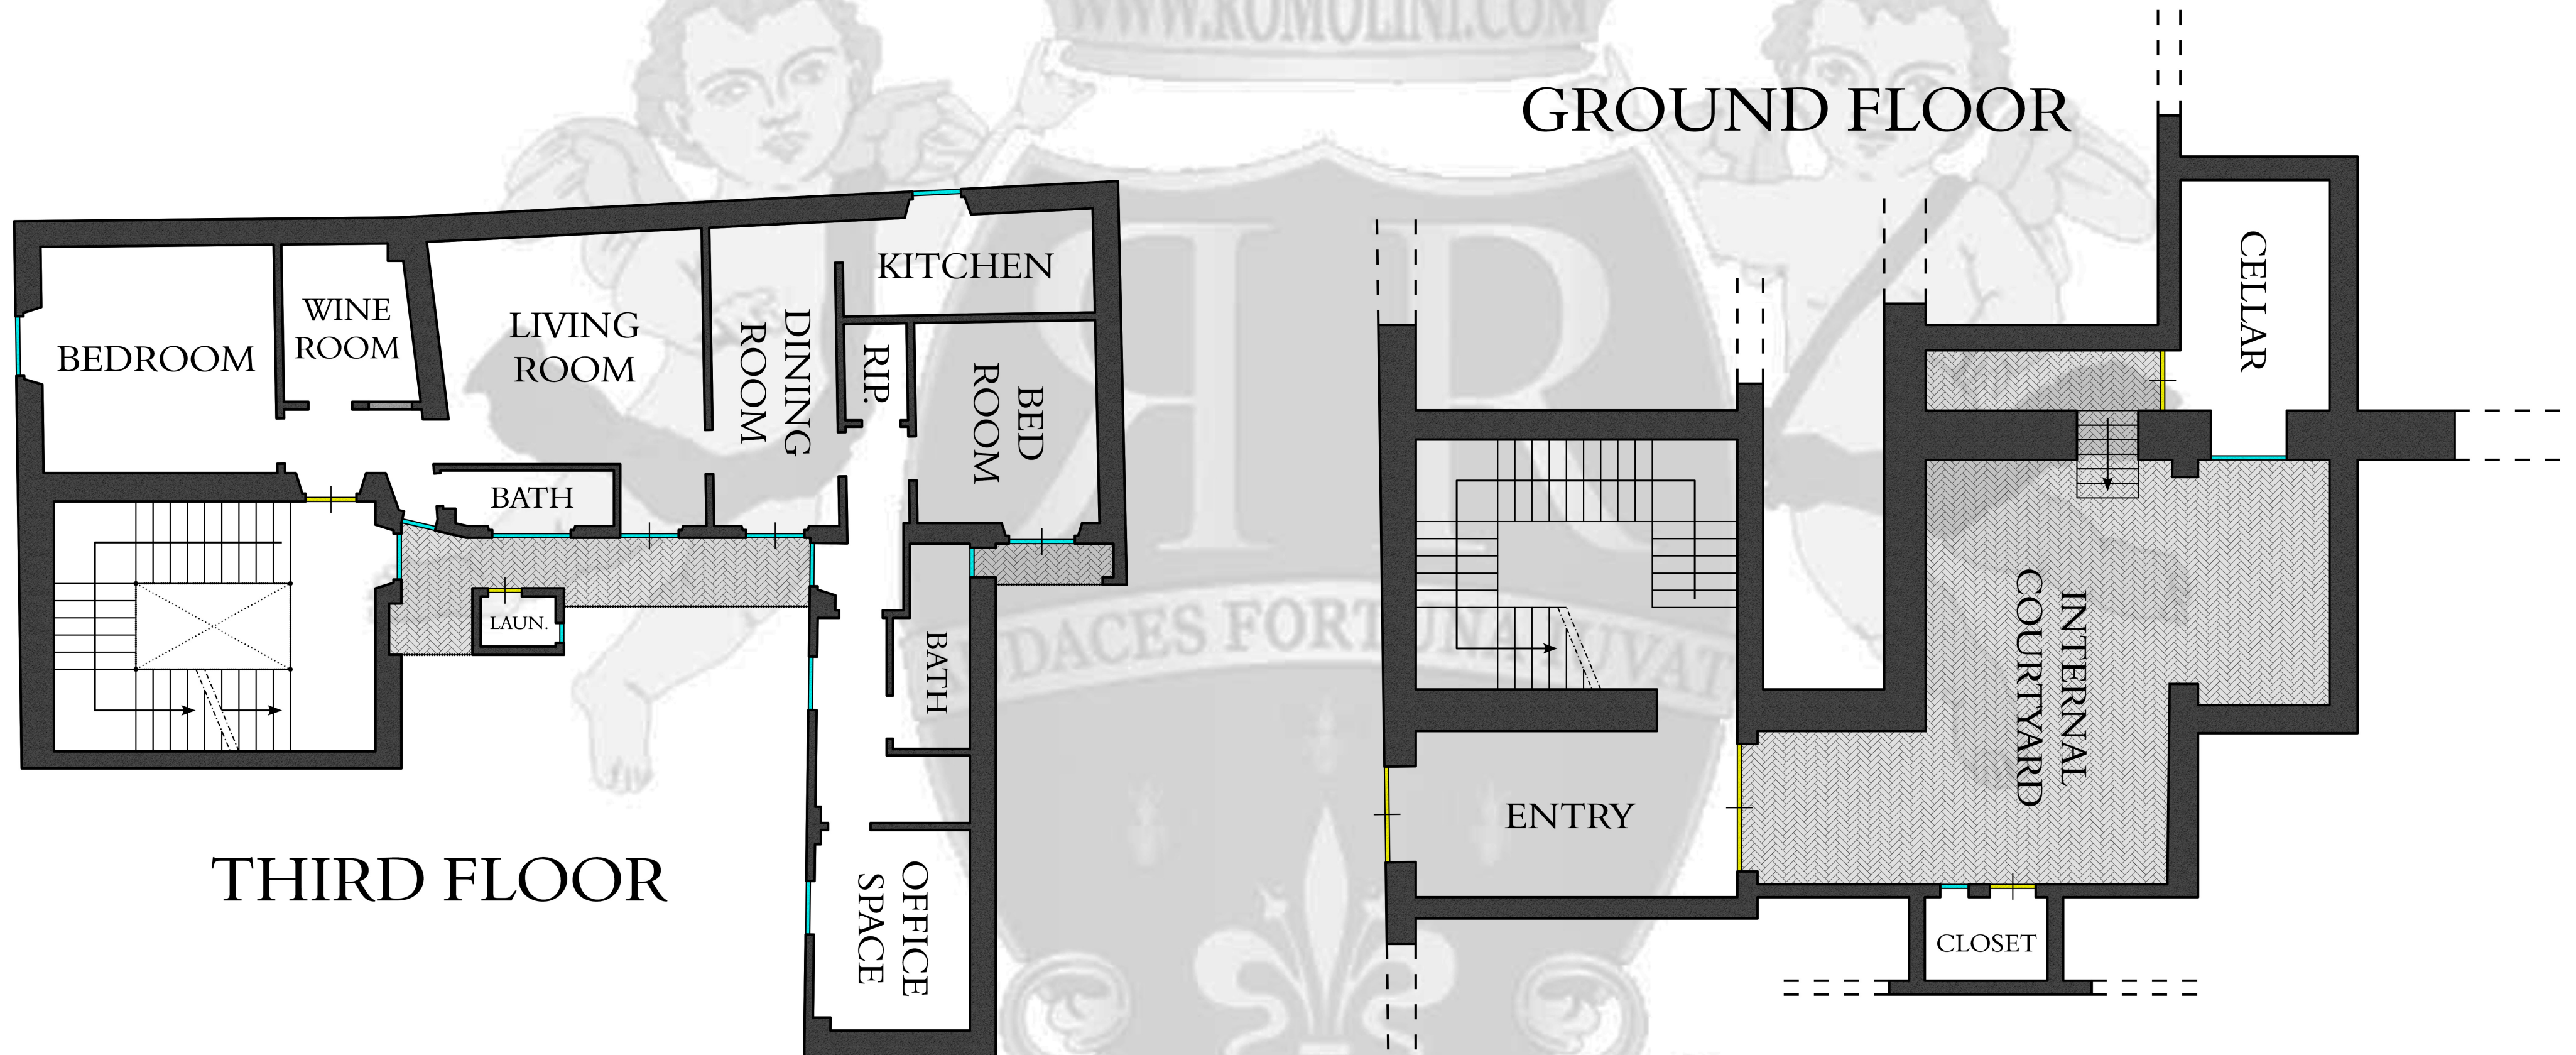 WWW.ROMOLINI.COM
GROUND FLOOR
KITCHEN
WINE
ROOM
LIVING
ROOM
DINING
ROOM
RIP.
BEDROOM
BED
ROOM
BATH
LAUN.
BATH
OFFICE
SPACE
THIRD FLOOR
CELLAR
INTERNAL
COURTYARD
ENTRY
CLOSET
R R